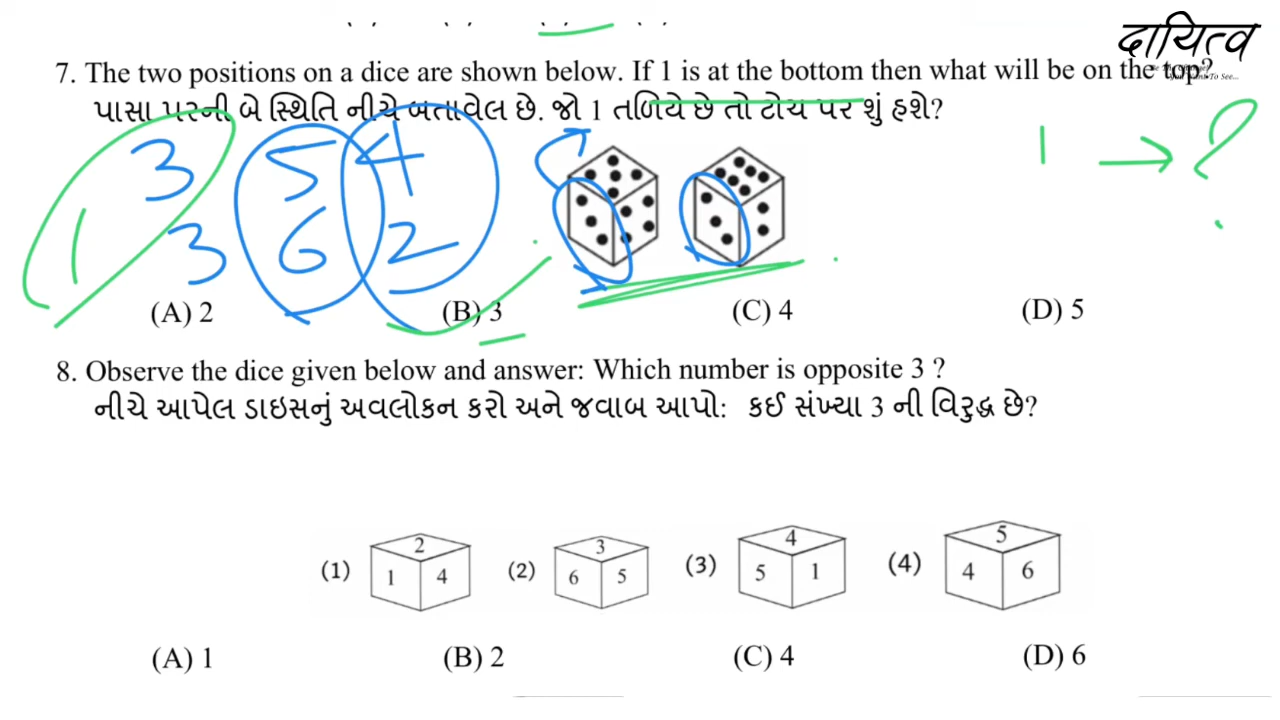 दायित्व
7. The two positions on a dice are shown below. If 1 is at the bottom then what will be on the top?
To See...
પાસા પરની બે સ્થિતિ નીચે બતાવેલ છે. જો 1 તળિયે છે તો ટોચ પર શું હશે?
3 5 4
1 → ?
1 3 6 2
(A) 2 (B) 3 (C) 4 (D) 5
8. Observe the dice given below and answer: Which number is opposite 3 ?
નીચે આપેલ ડાઇસનું અવલોકન કરો અને જવાબ આપો: કઈ સંખ્યા 3 ની વિરુદ્ધ છે?
2 3 4 5
(1) 1 4 (2) 6 5 (3) 5 1 (4) 4 6
(A) 1 (B) 2 (C) 4 (D) 6